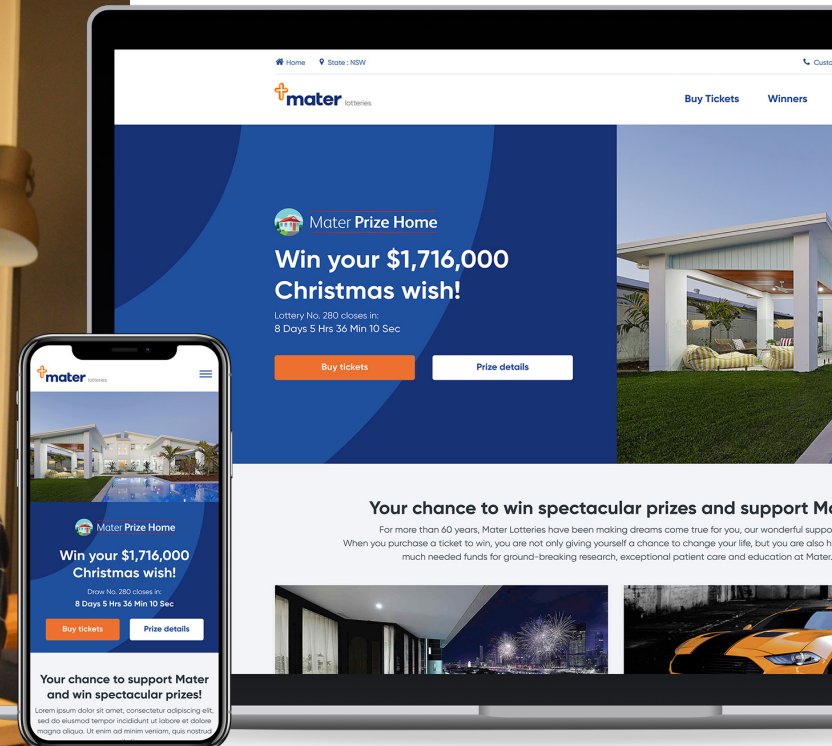 Home State : NSW Custo
mater lotteries
Buy Tickets Winners
Mater Prize Home
Win your $1,716,000
Christmas wish!
Lottery No. 280 closes in:
8 Days 5 Hrs 36 Min 10 Sec
Buy tickets Prize details
Your chance to win spectacular prizes and support Ma
For more than 60 years, Mater Lotteries have been making dreams come true for you, our wonderful suppo
When you purchase a ticket to win, you are not only giving yourself a chance to change your life, but you are also h
much needed funds for ground-breaking research, exceptional patient care and education at Mater.
mater lotteries
Mater Prize Home
Win your $1,716,000
Christmas wish!
Draw No. 280 closes in:
8 Days 5 Hrs 36 Min 10 Sec
Buy tickets Prize details
Your chance to support Mater
and win spectacular prizes!
Lorem ipsum dolor sit amet, consectetur adipiscing elit,
sed do eiusmod tempor incididunt ut labore et dolore
magna aliqua. Ut enim ad minim veniam, quis nostrud